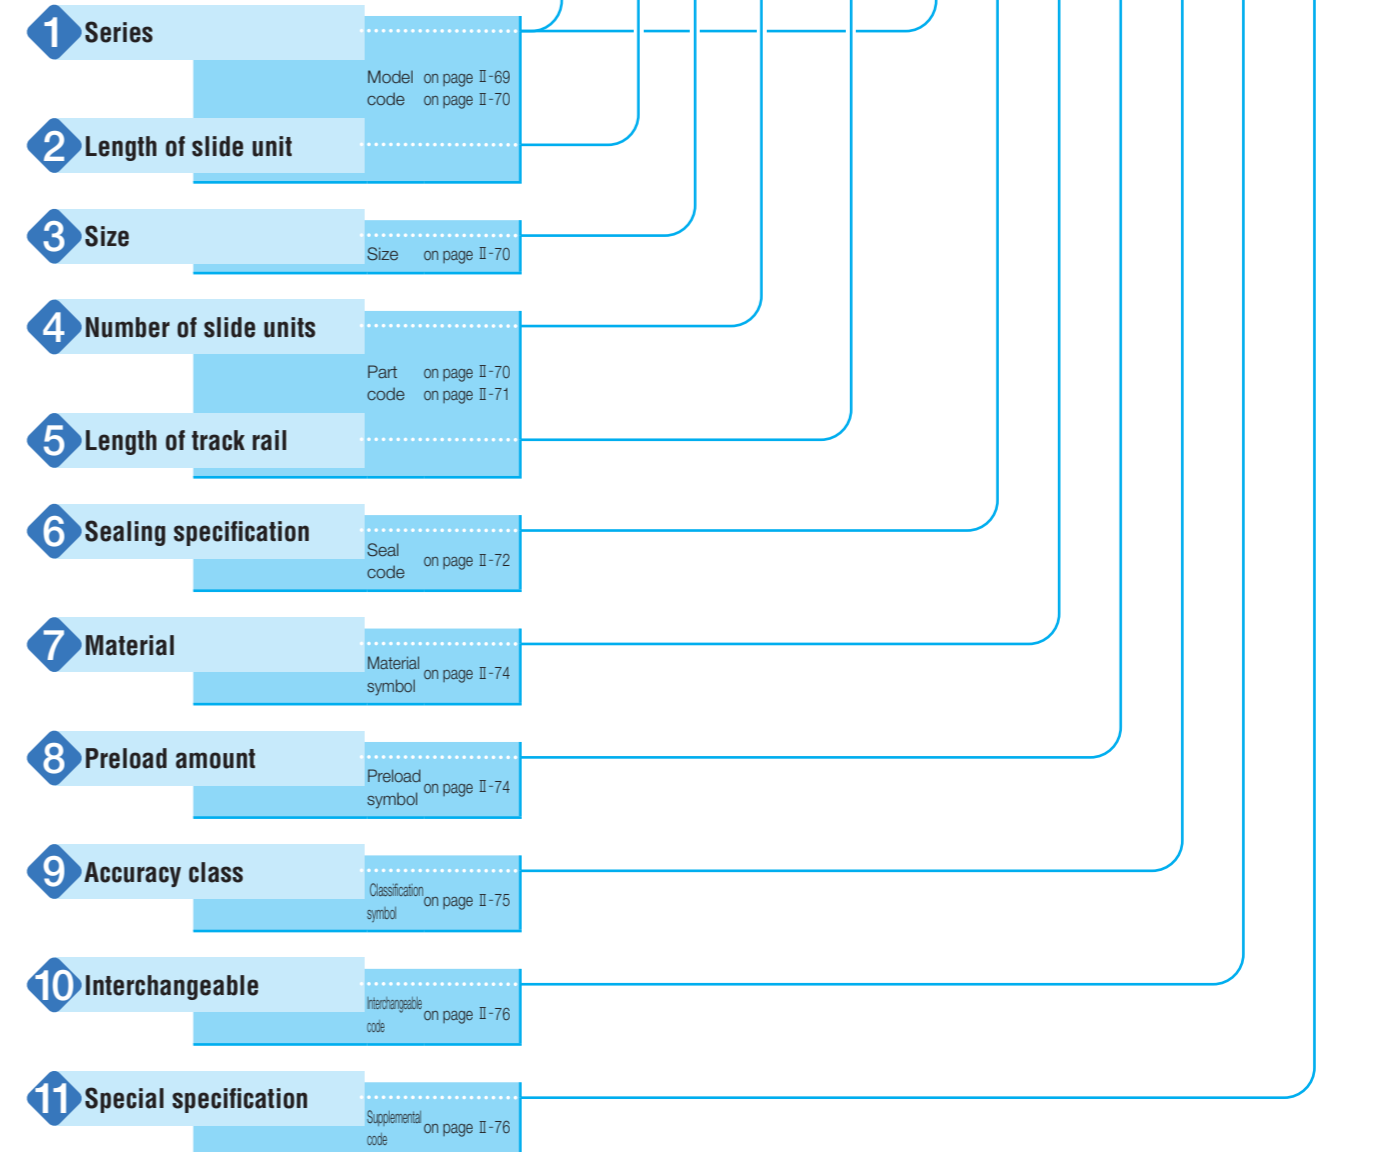 1 Series
Model on page Ⅱ-69
code on page Ⅱ-70
2 Length of slide unit
3 Size
Size on page Ⅱ-70
4 Number of slide units
Part on page Ⅱ-70
code on page Ⅱ-71
5 Length of track rail
6 Sealing specification
Seal
code on page Ⅱ-72
7 Material
Material
symbol on page Ⅱ-74
8 Preload amount
Preload
symbol on page Ⅱ-74
9 Accuracy class
Classification
symbol on page Ⅱ-75
10 Interchangeable
Interchangeable
code on page Ⅱ-76
11 Special specification
Supplemental
code on page Ⅱ-76